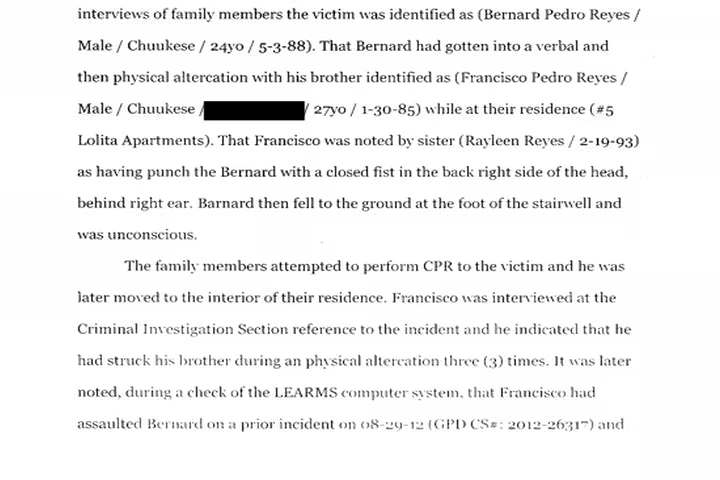 interviews of family members the victim was identified as (Bernard Pedro Reyes /
Male / Chuukese / 24yo / 5-3-88). That Bernard had gotten into a verbal and
then physical altercation with his brother identified as (Francisco Pedro Reyes /
Male / Chuukese / / 27yo / 1-30-85) while at their residence (#5
Lolita Apartments). That Francisco was noted by sister (Rayleen Reyes / 2-19-93)
as having punch the Bernard with a closed fist in the back right side of the head,
behind right ear. Barnard then fell to the ground at the foot of the stairwell and
was unconscious.
The family members attempted to perform CPR to the victim and he was
later moved to the interior of their residence. Francisco was interviewed at the
Criminal Investigation Section reference to the incident and he indicated that he
had struck his brother during an physical altercation three (3) times. It was later
noted, during a check of the LEARMS computer system, that Francisco had
assaulted Bernard on a prior incident on 08-29-12 (GPD CS#: 2012-26317) and